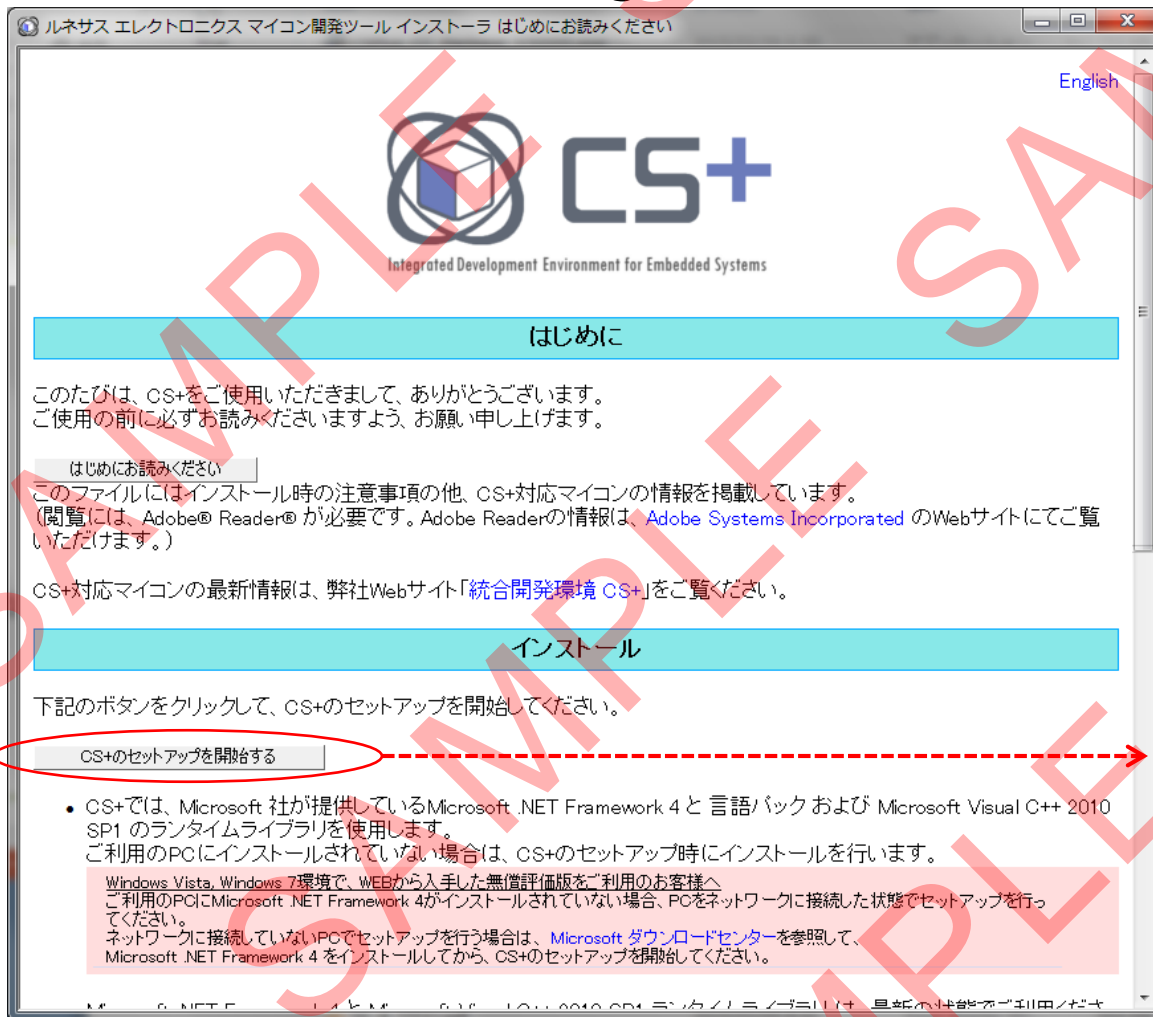 ルネサス エレクトロニクス マイコン開発ツール インストーラ はじめにお読みください
English
CS+
Integrated Development Environment for Embedded Systems
はじめに
このたびは、CS+をご使用いただきまして、ありがとうございます。
ご使用の前に必ずお読みくださいますよう、お願い申し上げます。
はじめにお読みください
このファイルにはインストール時の注意事項の他、CS+対応マイコンの情報を掲載しています。
(閲覧には、Adobe® Reader® が必要です。Adobe Readerの情報は、Adobe Systems Incorporated のWebサイトにてご覧
いただけます。)
CS+対応マイコンの最新情報は、弊社Webサイト「統合開発環境 CS+」をご覧ください。
インストール
下記のボタンをクリックして、CS+のセットアップを開始してください。
CS+のセットアップを開始する
• CS+では、Microsoft 社が提供しているMicrosoft .NET Framework 4 と 言語パック および Microsoft Visual C++ 2010
SP1 のランタイムライブラリを使用します。
ご利用のPCにインストールされていない場合は、CS+のセットアップ時にインストールを行います。
Windows Vista, Windows 7環境で、WEBから入手した無償評価版をご利用のお客様へ
ご利用のPCにMicrosoft .NET Framework 4がインストールされていない場合、PCをネットワークに接続した状態でセットアップを行っ
てください。
ネットワークに接続していないPCでセットアップを行う場合は、Microsoft ダウンロードセンターを参照して、
Microsoft .NET Framework 4 をインストールしてから、CS+のセットアップを開始してください。
SAMPLE
SAMPLE
SAMPLE